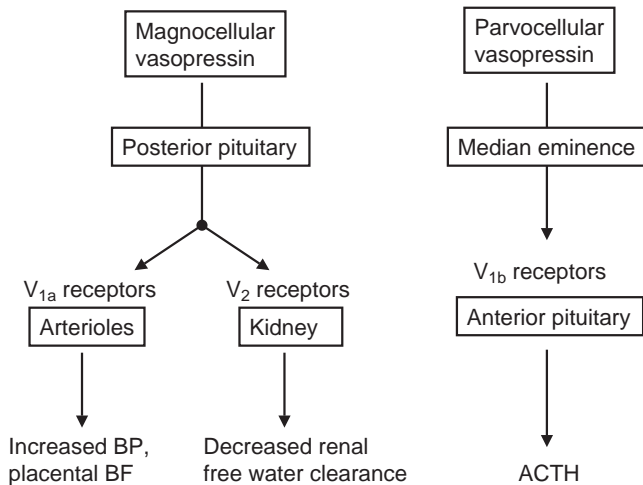 Magnocellular
vasopressin
Posterior pituitary
V1a receptors
Arterioles
Increased BP,
placental BF
V2 receptors
Kidney
Decreased renal
free water clearance
Parvocellular
vasopressin
Median eminence
V1b receptors
Anterior pituitary
ACTH